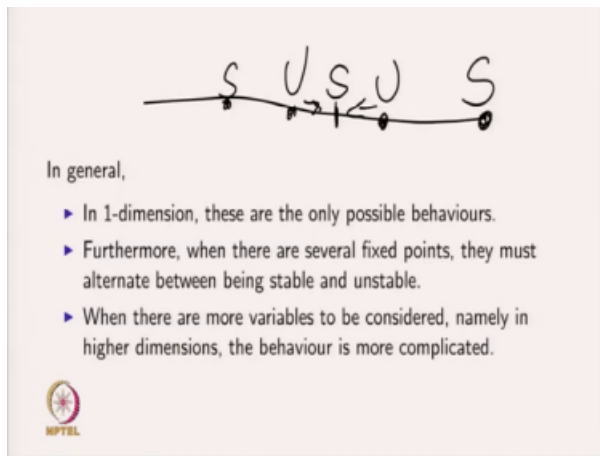 S U S U S
In general,
▶ In 1-dimension, these are the only possible behaviours.
▶ Furthermore, when there are several fixed points, they must
alternate between being stable and unstable.
▶ When there are more variables to be considered, namely in
higher dimensions, the behaviour is more complicated.
NPTEL